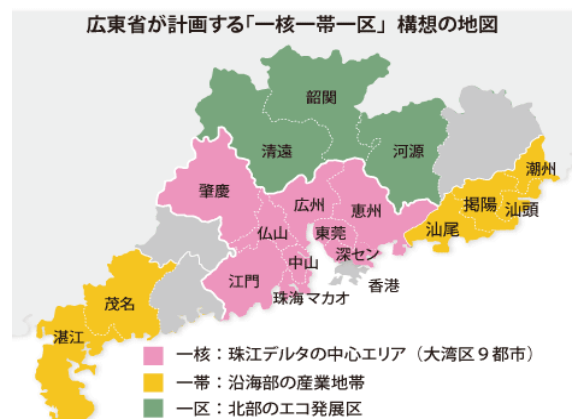 広東省が計画する「一核一帯一区」構想の地図
韶関
清遠
河源
潮州
肇慶
広州
恵州
掲陽
汕頭
仏山
東莞
汕尾
中山
深セン
江門
香港
珠海 マカオ
茂名
湛江
一核：珠江デルタの中心エリア（大湾区９都市）
一帯：沿海部の産業地帯
一区：北部のエコ発展区